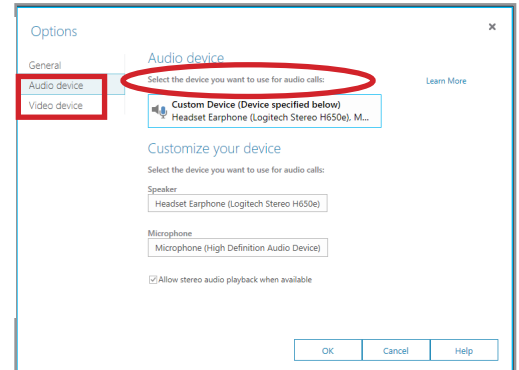 Options
×
General
Audio device
Video device
Audio device
Select the device you want to use for audio calls:
Learn More
Custom Device (Device specified below)
Headset Earphone (Logitech Stereo H650e), M...
Customize your device
Select the device you want to use for audio calls:
Speaker
Headset Earphone (Logitech Stereo H650e)
Microphone
Microphone (High Definition Audio Device)
Allow stereo audio playback when available
OK
Cancel
Help